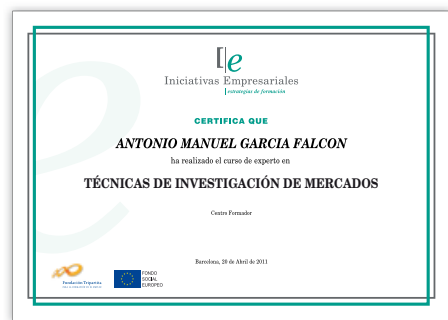 [e
Iniciativas Empresariales
estrategias de formación
CERTIFICA QUE
ANTONIO MANUEL GARCIA FALCON
ha realizado el curso de experto en
TÉCNICAS DE INVESTIGACIÓN DE MERCADOS
Centro Formador
Barcelona, 20 de Abril de 2011
Fundación Tripartita
FONDO
SOCIAL
EUROPEO